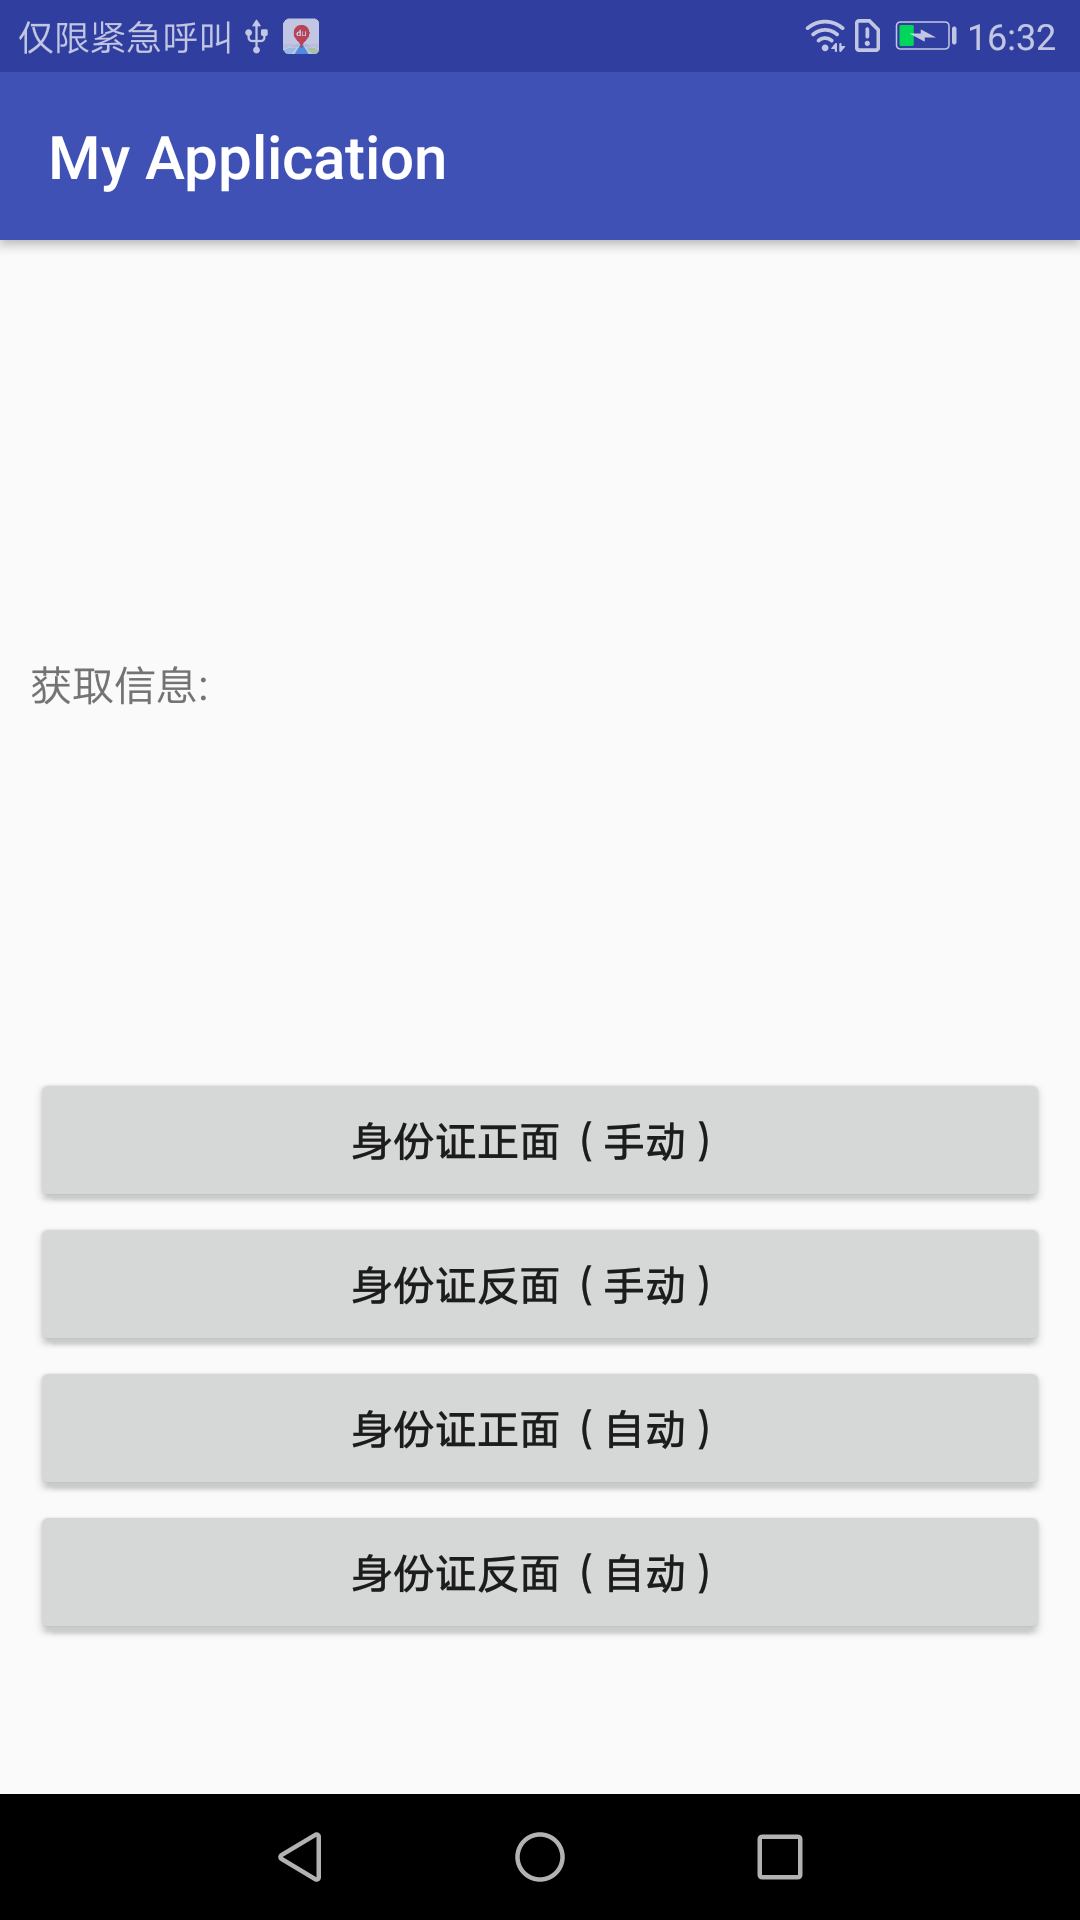 仅限紧急呼叫 16:32
My Application
获取信息:
身份证正面（手动）
身份证反面（手动）
身份证正面（自动）
身份证反面（自动）